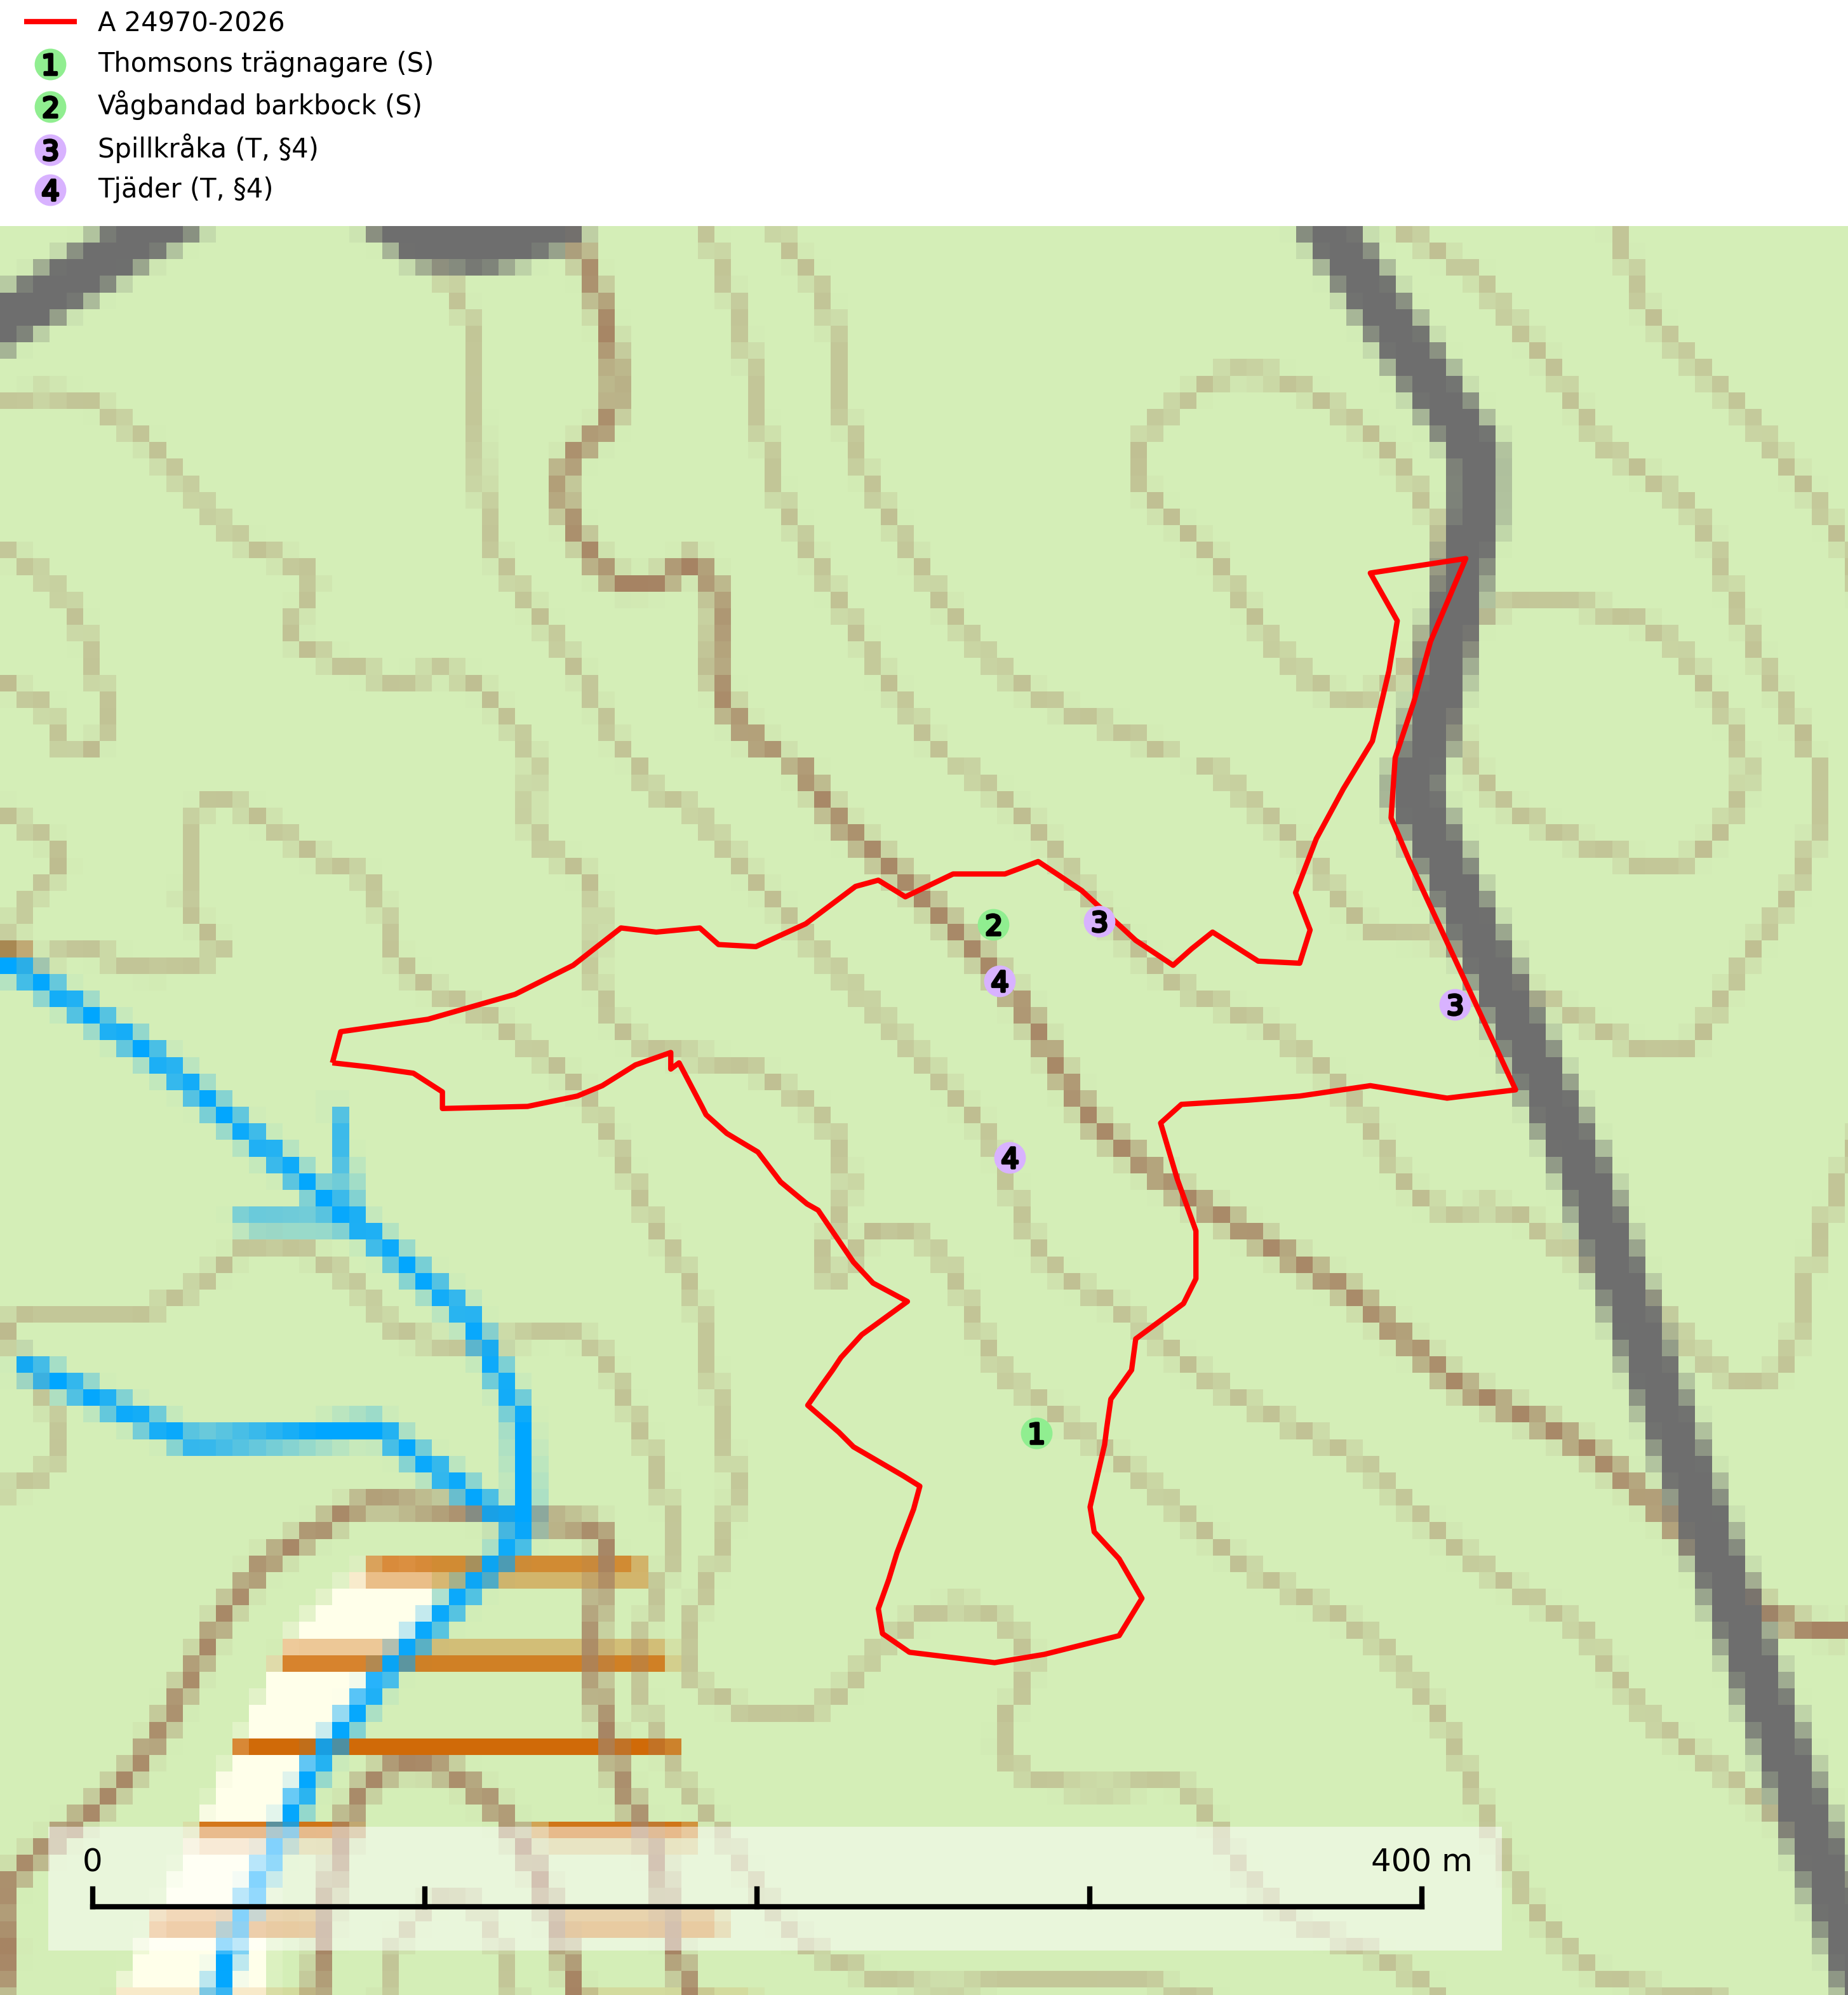 A 24970-2026
1 Thomsons trägnagare (S)
2 Vågbandad barkbock (S)
3 Spillkråka (T, §4)
4 Tjäder (T, §4)
2
3
4
3
4
1
0 400 m